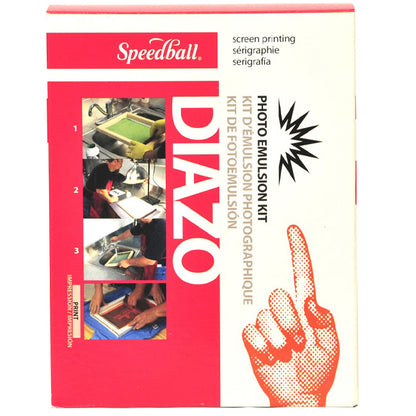 Speedball®
screen printing
sérigraphie
serigrafía
DIAZO
PHOTO EMULSION KIT
KIT D'ÉMULSION PHOTOGRAPHIQUE
KIT DE FOTOEMULSIÓN
1
2
3
PRINT
IMPRESSION / IMPRESIÓN